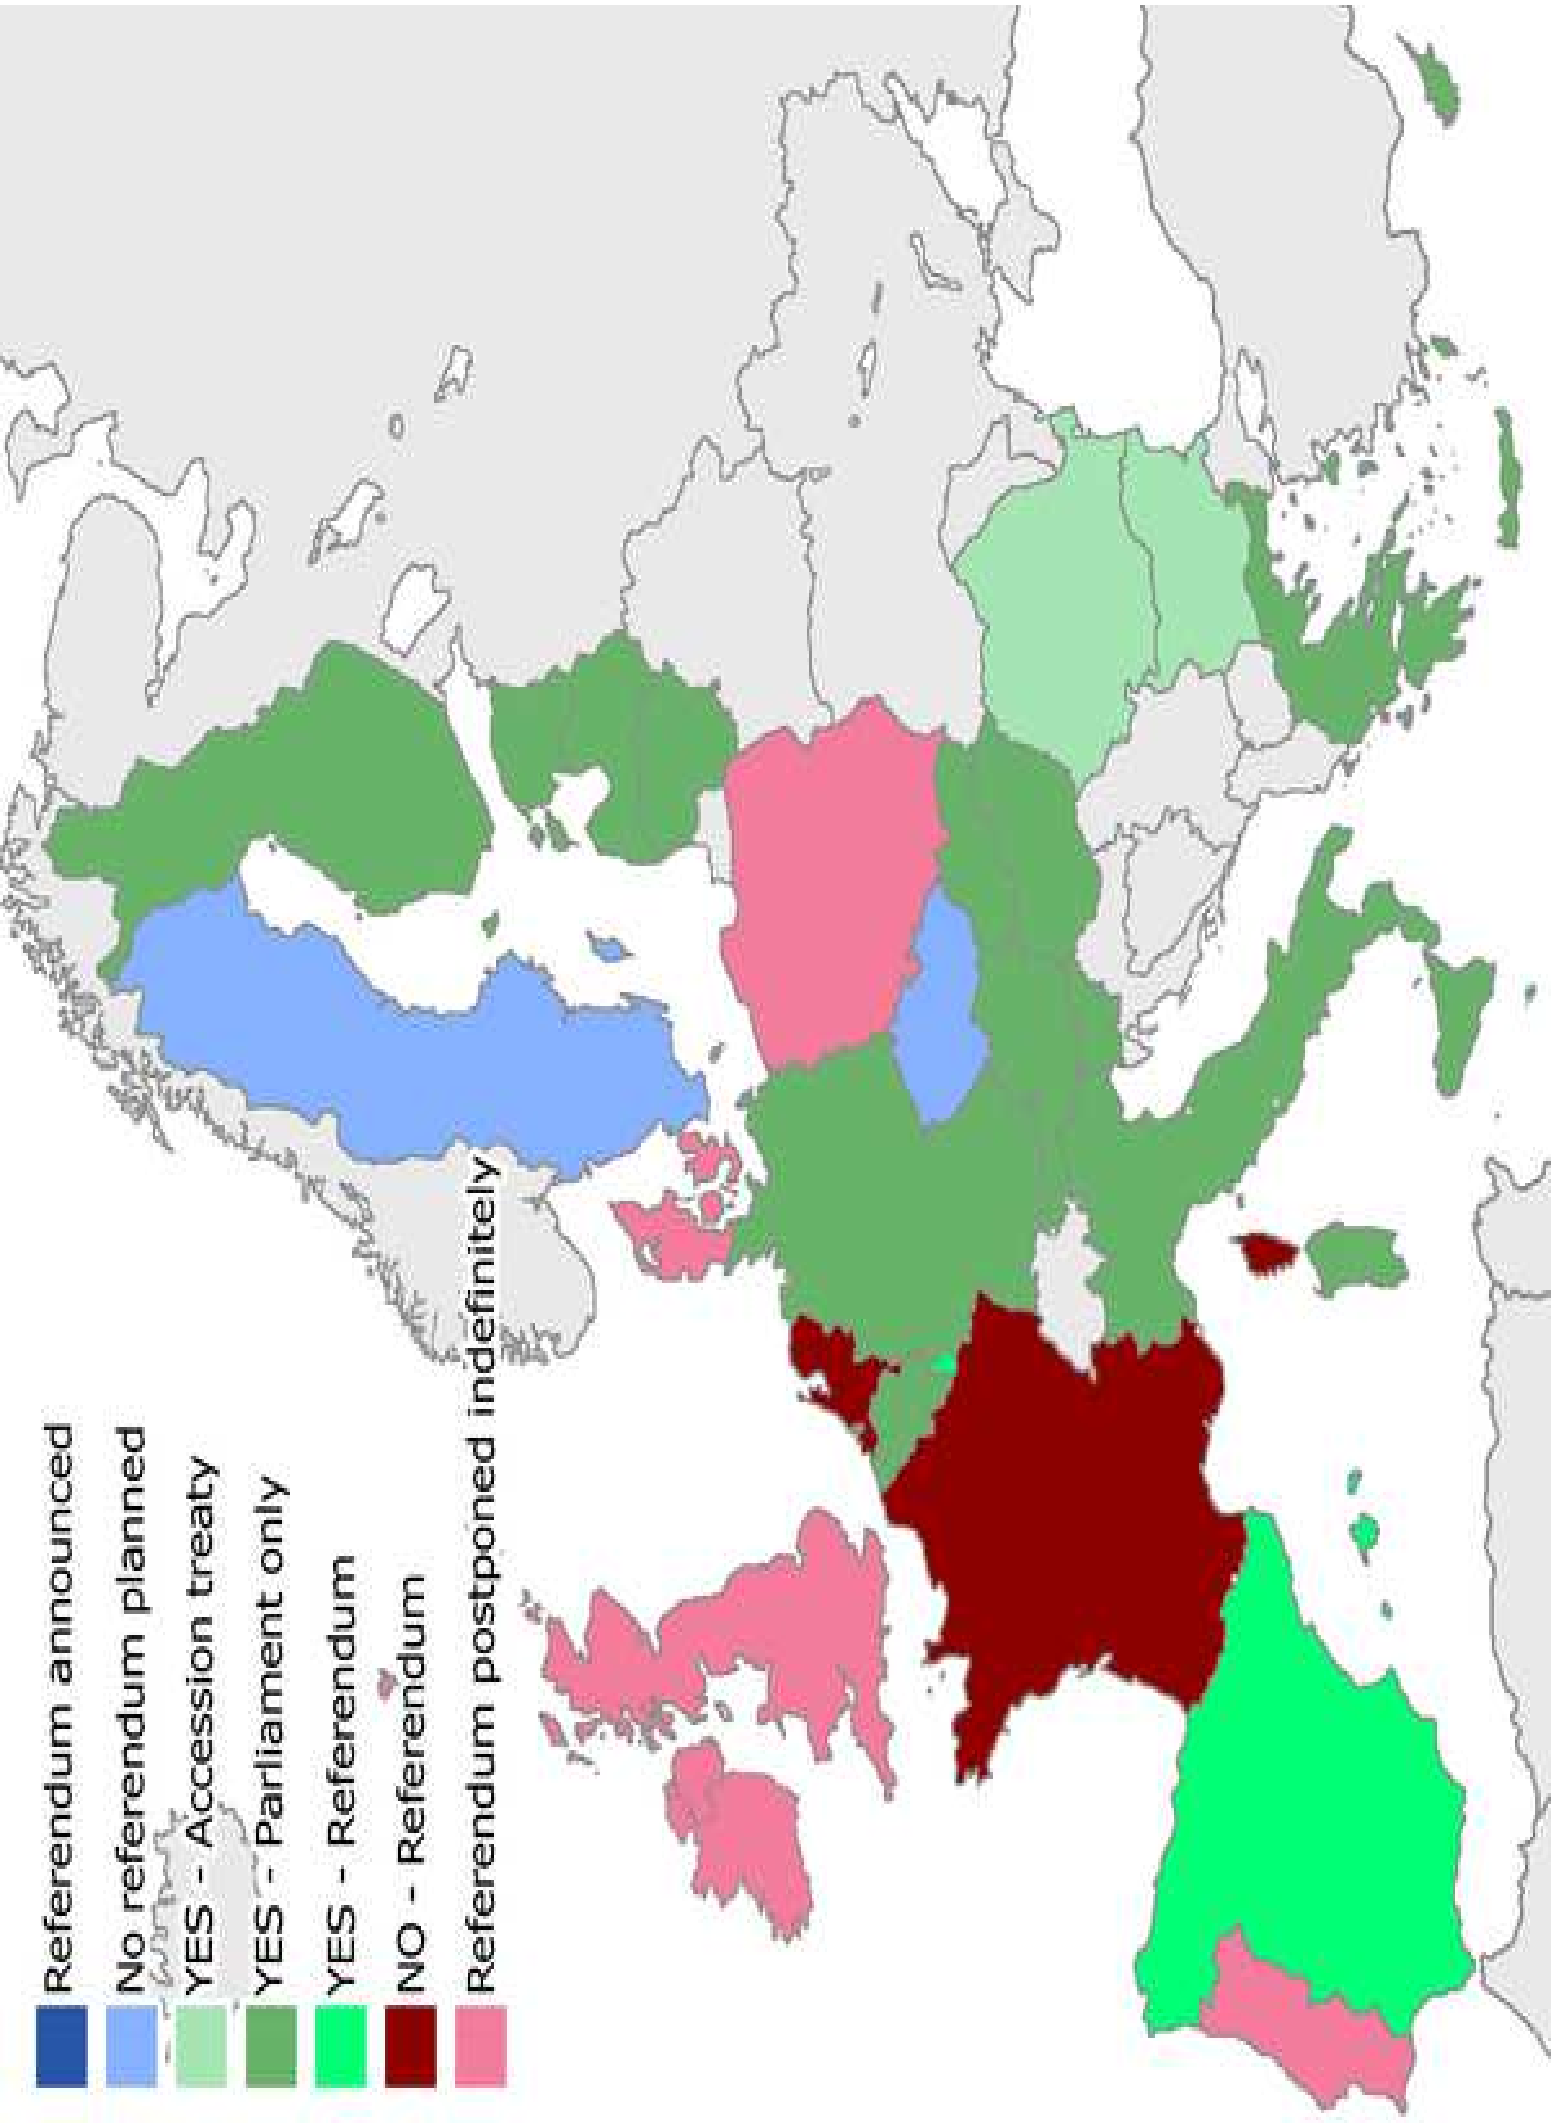 Referendum announced
No referendum planned
YES - Accession treaty
YES - Parliament only
YES - Referendum
NO - Referendum
Referendum postponed indefinitely